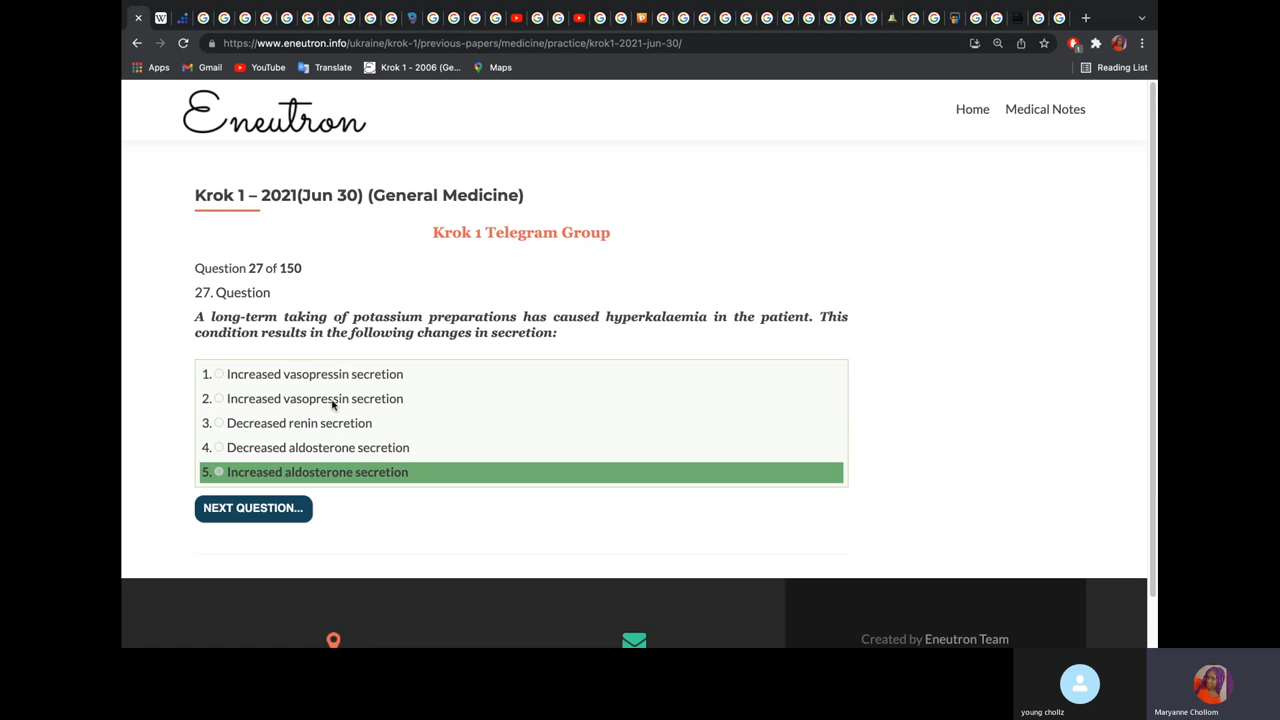 https://www.eneutron.info/ukraine/krok-1/previous-papers/medicine/practice/krok1-2021-jun-30/
1
Apps
Gmail
YouTube
Translate
Krok 1 - 2006 (Ge...
Maps
Reading List
Eneutron
Home
Medical Notes
Krok 1 – 2021(Jun 30) (General Medicine)
Krok 1 Telegram Group
Question 27 of 150
27. Question
A long-term taking of potassium preparations has caused hyperkalaemia in the patient. This
condition results in the following changes in secretion:
1. Increased vasopressin secretion
2. Increased vasopressin secretion
3. Decreased renin secretion
4. Decreased aldosterone secretion
5. Increased aldosterone secretion
NEXT QUESTION...
Created by Eneutron Team
young chollz
Maryanne Chollom